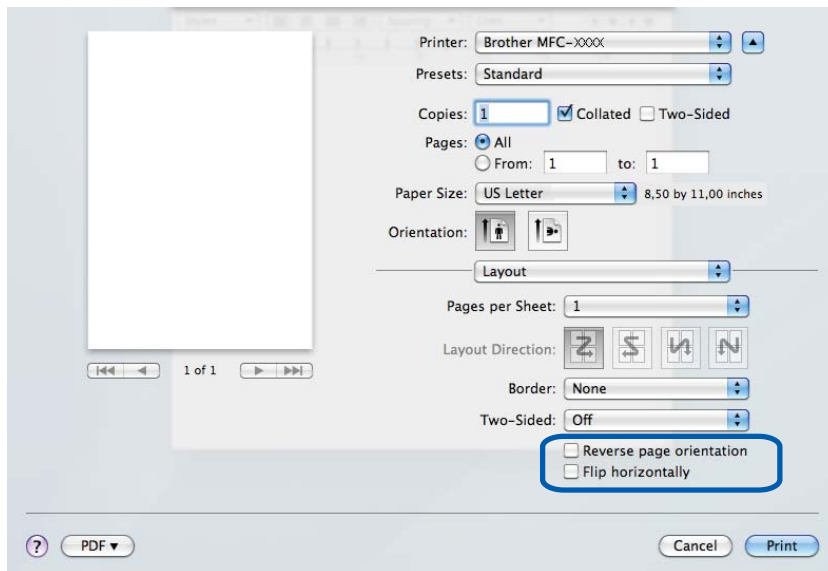 Printer: Brother MFC-XXXX
Presets: Standard
Copies: 1 Collated Two-Sided
Pages: All
From: 1 to: 1
Paper Size: US Letter 8,50 by 11,00 inches
Orientation:
Layout
Pages per Sheet: 1
Layout Direction:
1 of 1
Border: None
Two-Sided: Off
Reverse page orientation
Flip horizontally
? PDF▼ Cancel Print